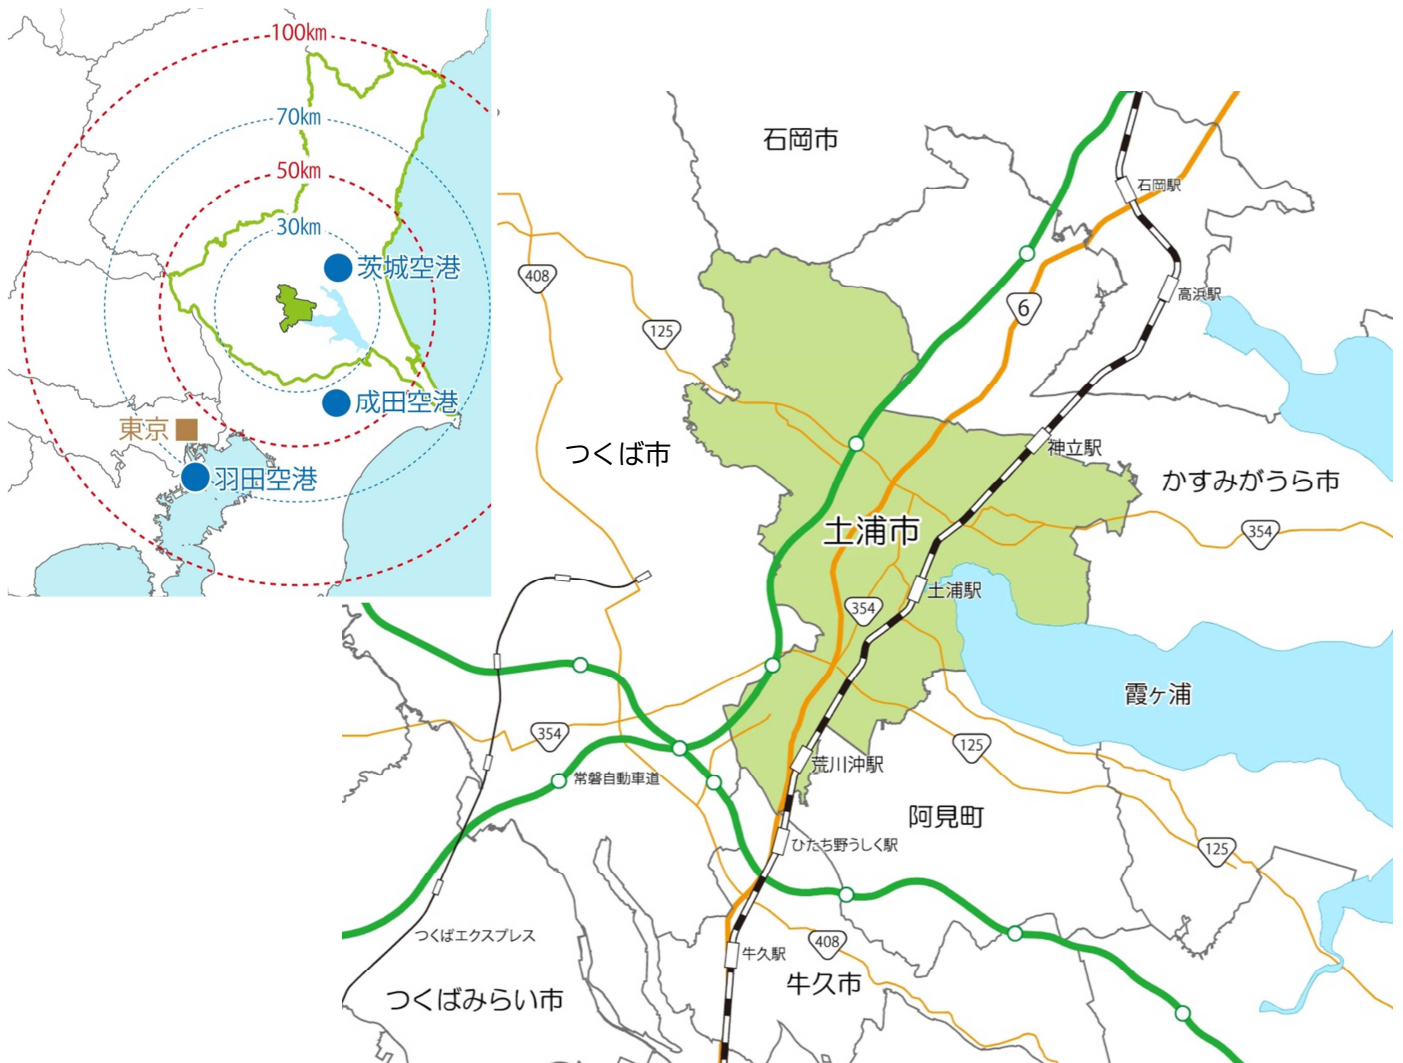 100km
70km
50km
30km
茨城空港
成田空港
東京
羽田空港
石岡市
石岡駅
408
6
高浜駅
125
つくば市
神立駅
かすみがうら市
土浦市
354
土浦駅
354
霞ヶ浦
354
125
荒川沖駅
常磐自動車道
阿見町
ひたち野うしく駅
125
つくばエクスプレス
408
牛久駅
牛久市
つくばみらい市